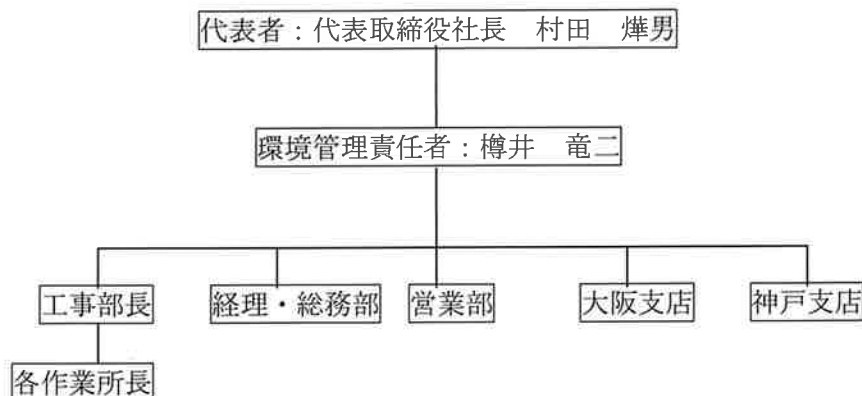 代表者：代表取締役社長　村田　燁男
環境管理責任者：樽井　竜二
工事部長　経理・総務部　営業部　大阪支店　神戸支店
各作業所長